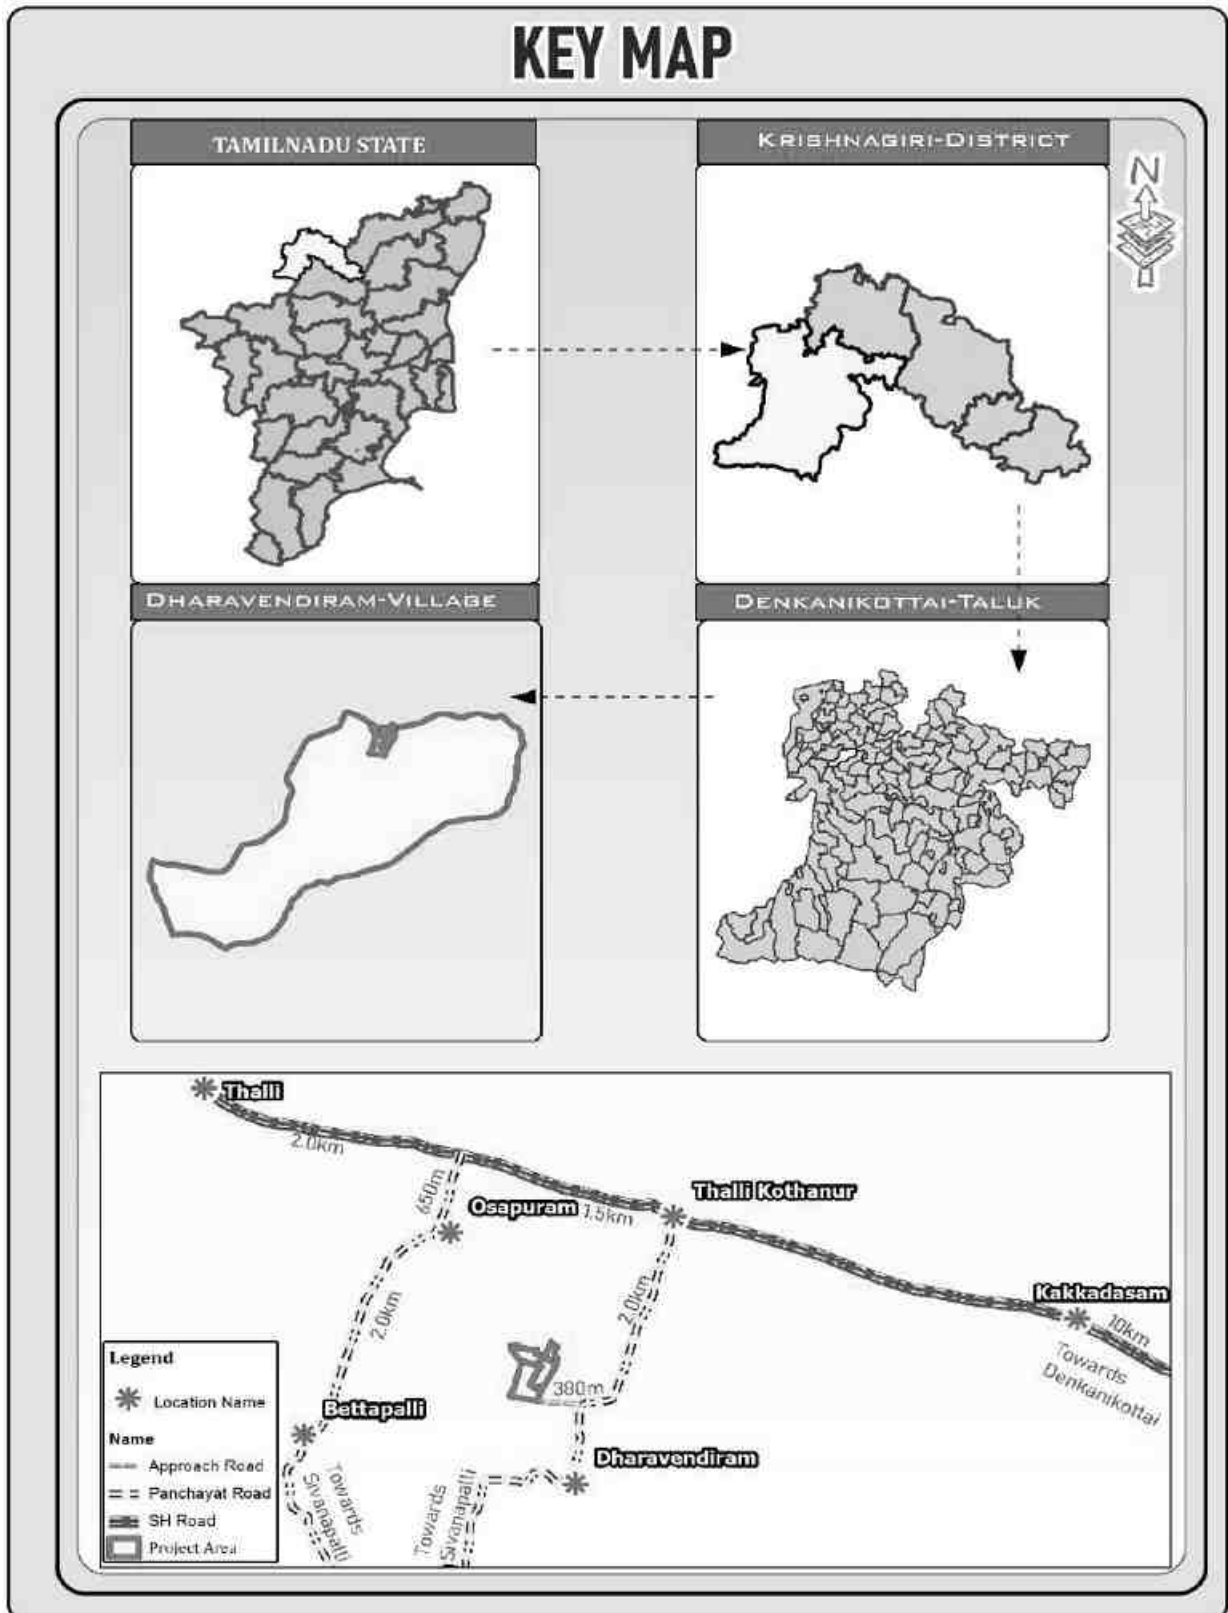 KEY MAP
TAMILNADU STATE
KRISHNAGIRI-DISTRICT
N
DHARAVENDIRAM-VILLAGE
DENKANIKOTTAI-TALUK
Thalli
2.0km
650m
Osapuram
1.5km
Thalli Kothanur
2.0km
2.0km
Kakkadasam
10km
Towards
Denkanikottai
380m
Bettapalli
Dharavendiram
Towards
Sivanapalli
Towards
Sivanapalli
Legend
Location Name
Name
Approach Road
Panchayat Road
SH Road
Project Area